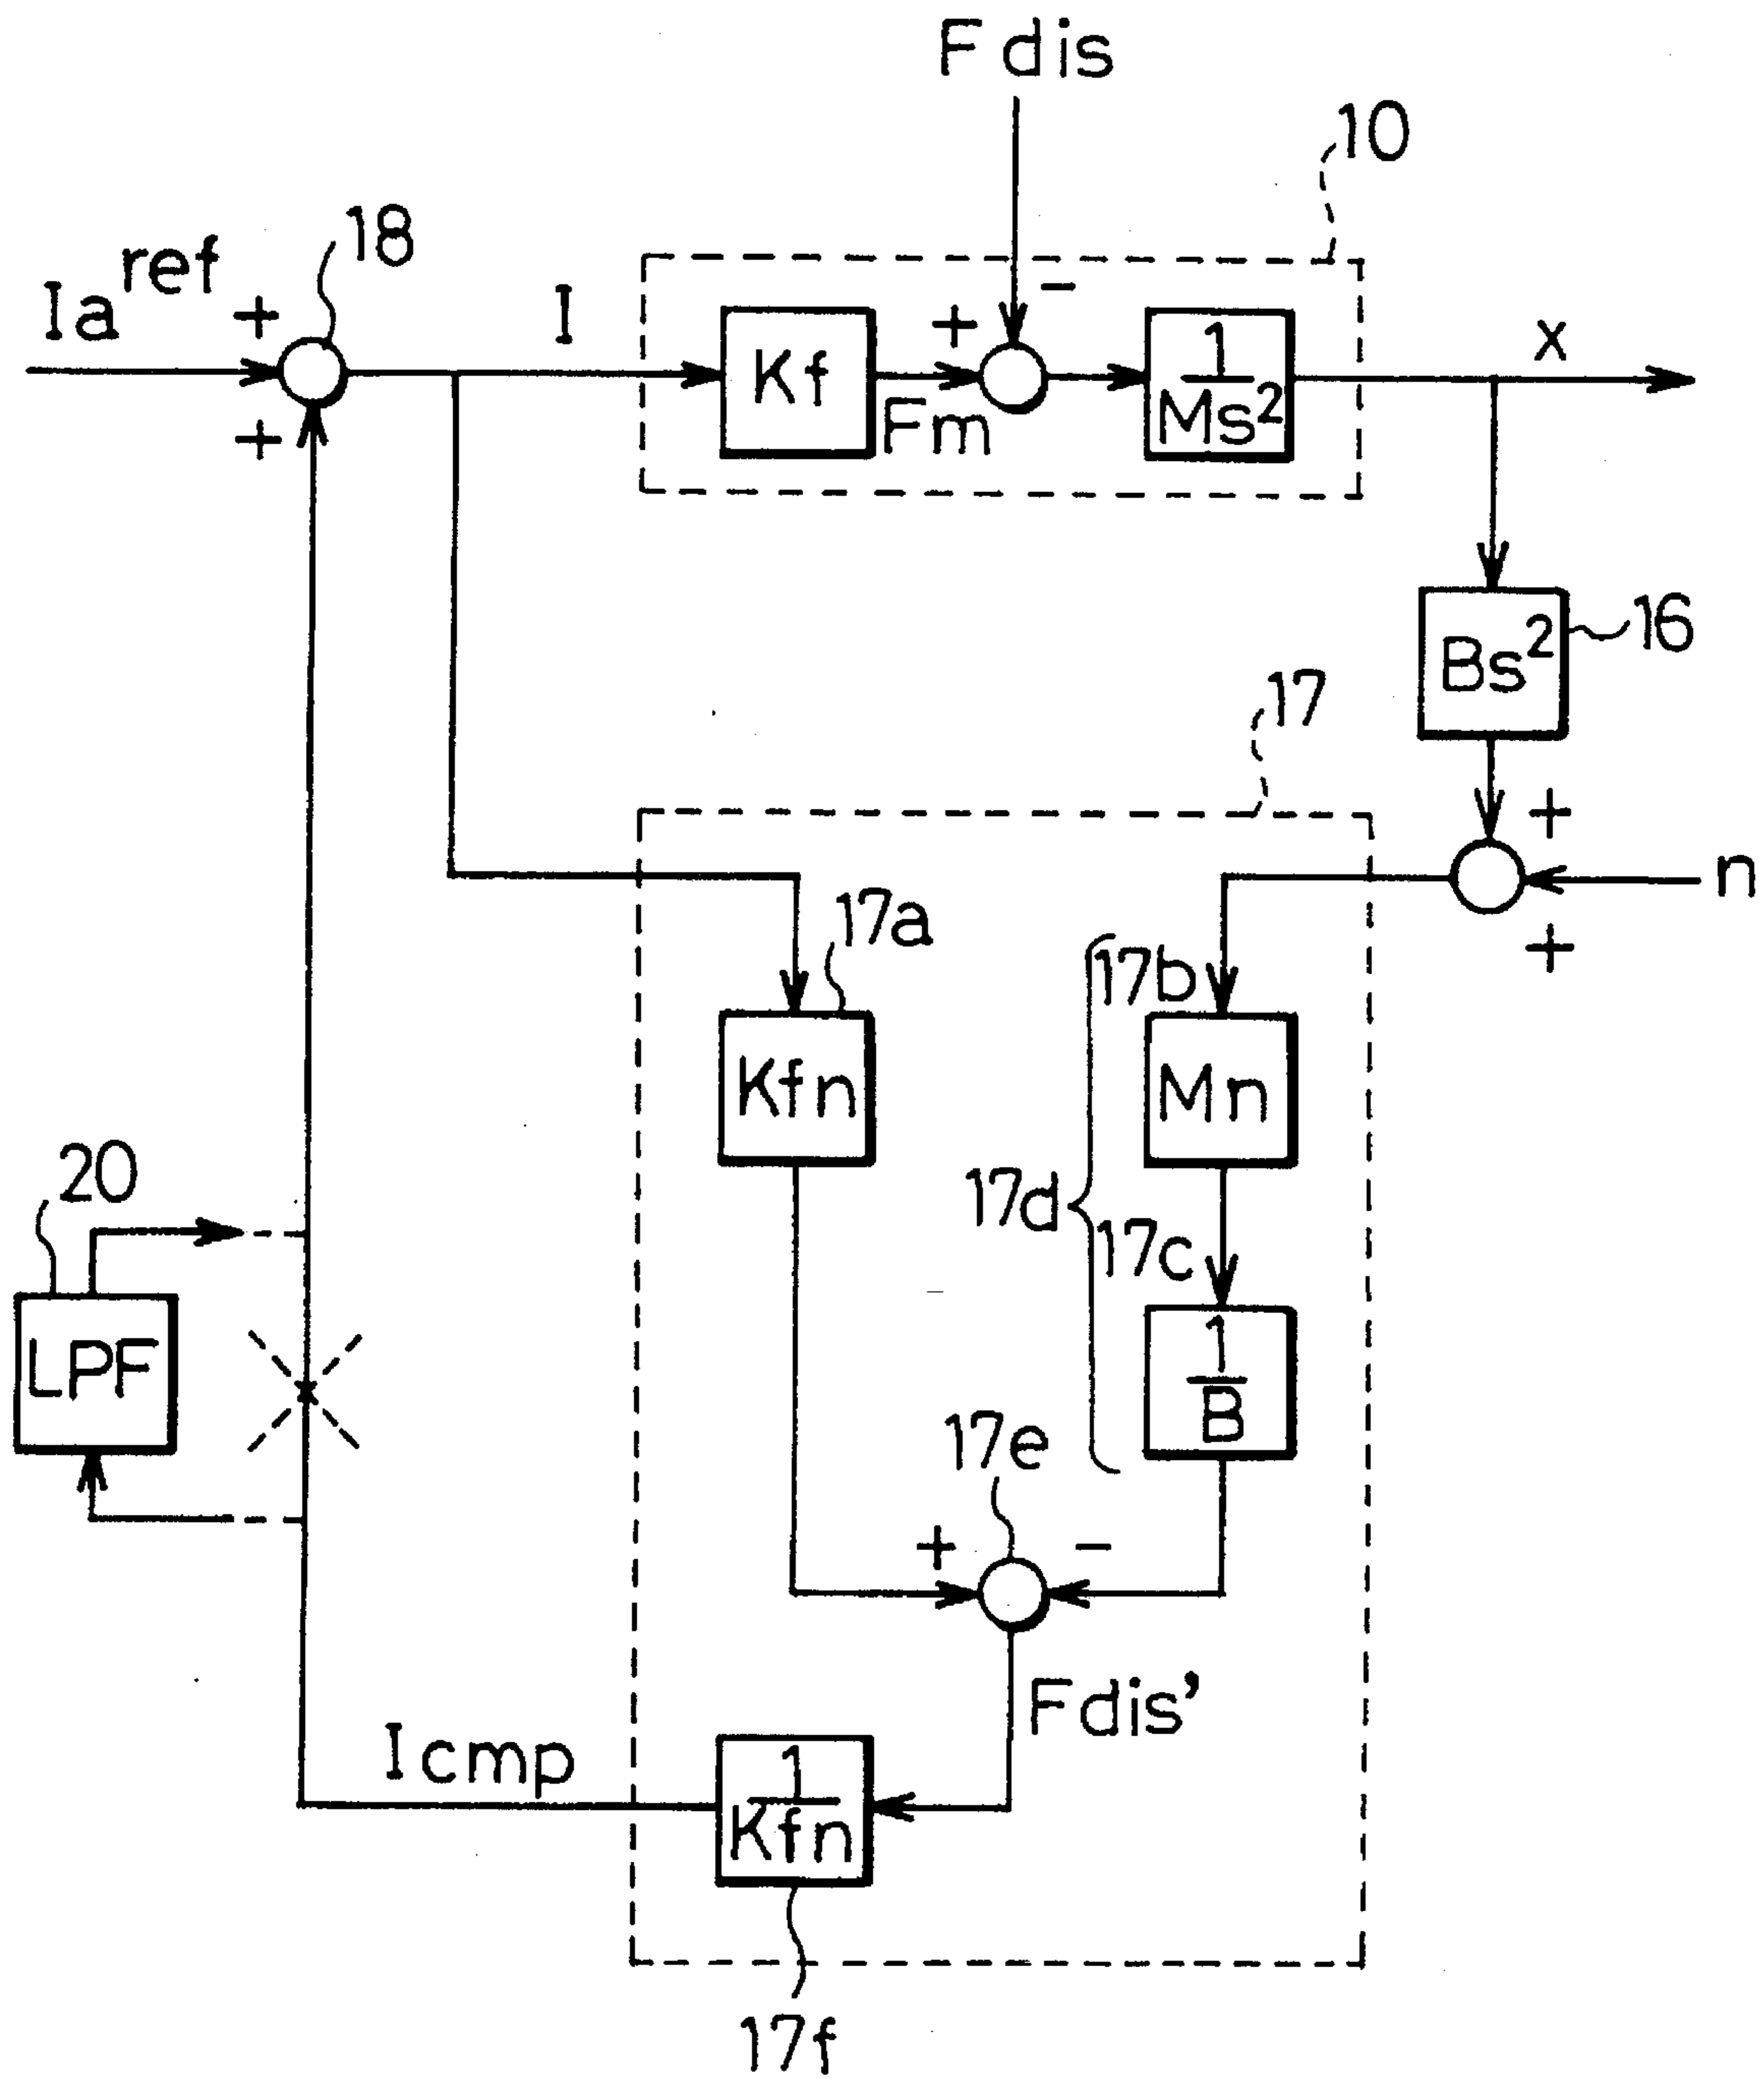 Fdis
10
18
Ia^ref
+
I
-
+
Kf
1/Ms²
x
Fm
+
Bs²
16
17
+
n
17a
17b
+
Kfn
Mn
20
17d
17c
LPF
1/B
17e
+
-
Fdis'
Icmp
1/Kfn
17f